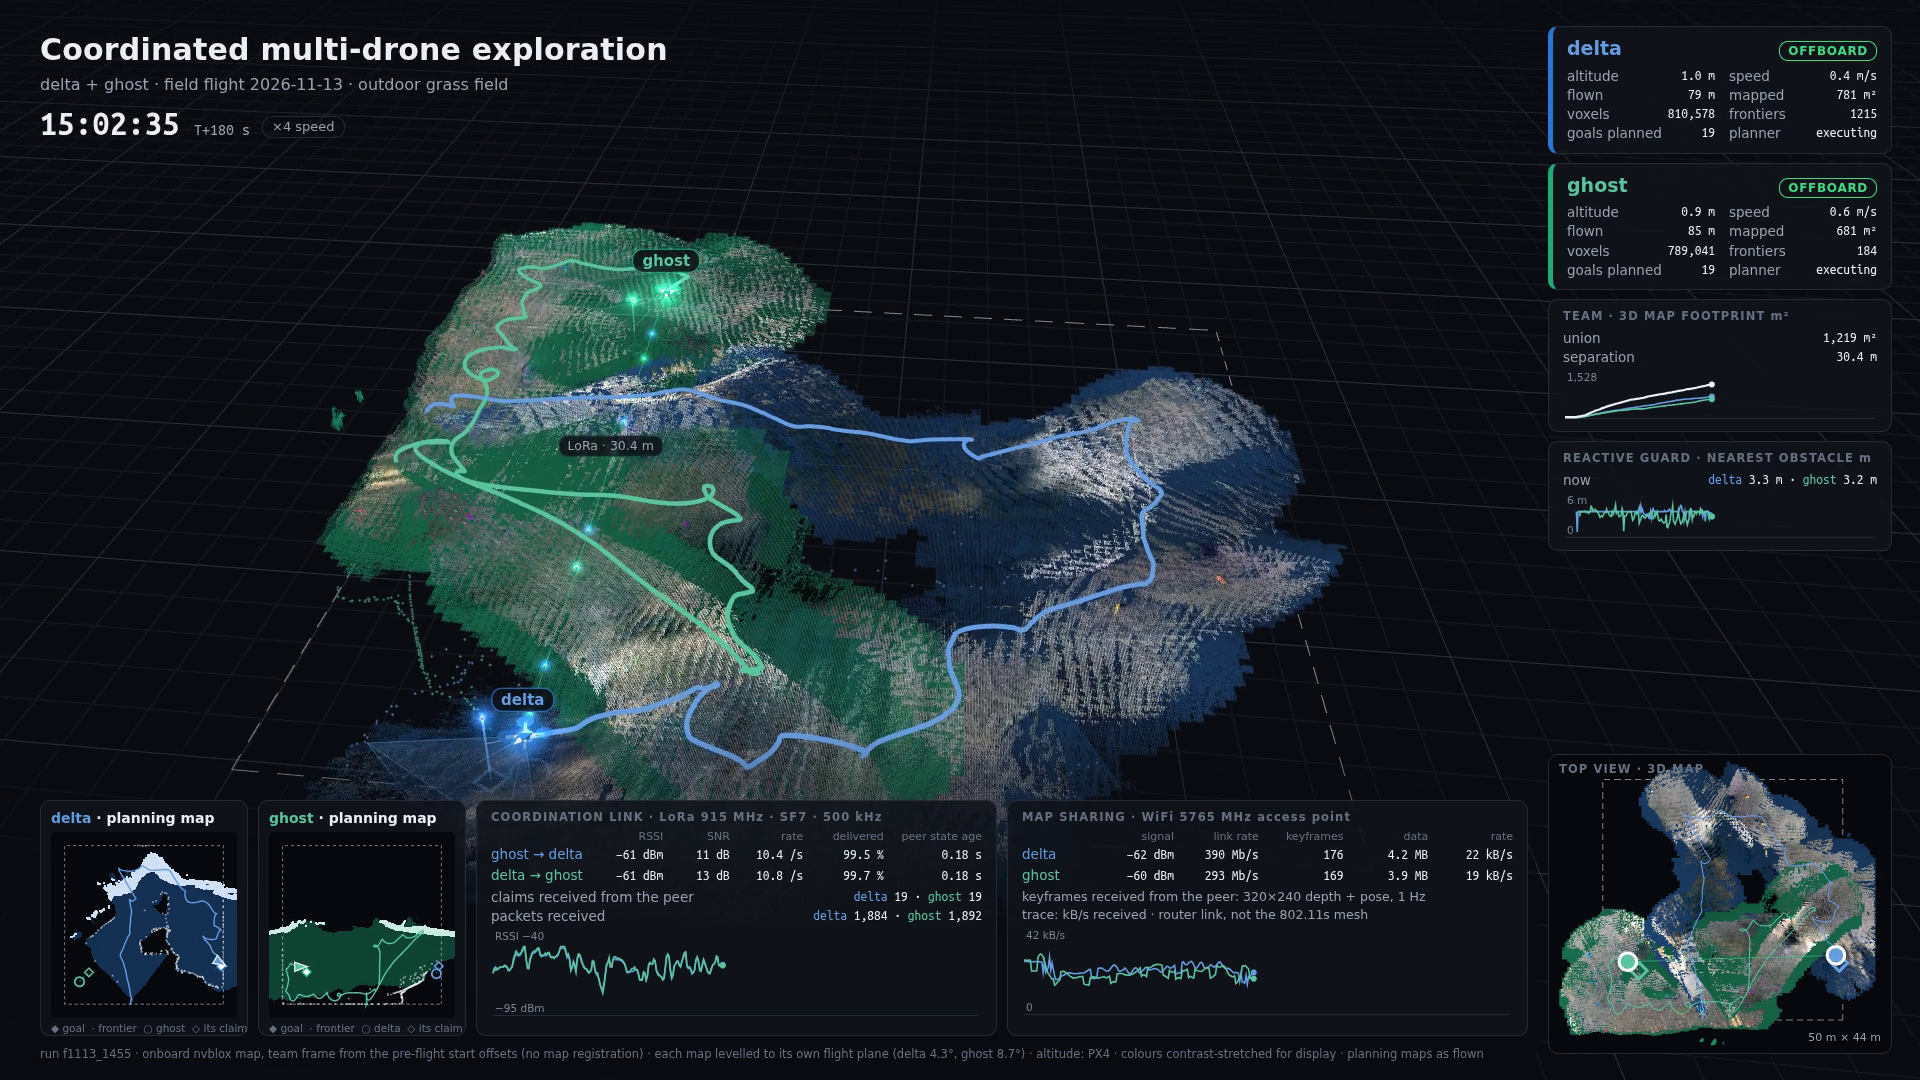 Coordinated multi-drone exploration
delta + ghost · field flight 2026-11-13 · outdoor grass field
15:02:35 T+180 s ×4 speed
delta OFFBOARD
altitude 1.0 m speed 0.4 m/s
flown 79 m mapped 781 m²
voxels 810,578 frontiers 1215
goals planned 19 planner executing
ghost OFFBOARD
altitude 0.9 m speed 0.6 m/s
flown 85 m mapped 681 m²
voxels 789,041 frontiers 184
goals planned 19 planner executing
TEAM · 3D MAP FOOTPRINT m²
union 1,219 m²
separation 30.4 m
1,528
REACTIVE GUARD · NEAREST OBSTACLE m
now delta 3.3 m · ghost 3.2 m
6 m
0
ghost
LoRa · 30.4 m
delta
TOP VIEW · 3D MAP
50 m × 44 m
delta · planning map
◆ goal · frontier ○ ghost ◇ its claim
ghost · planning map
◆ goal · frontier ○ delta ◇ its claim
COORDINATION LINK · LoRa 915 MHz · SF7 · 500 kHz
RSSI SNR rate delivered peer state age
ghost → delta −61 dBm 11 dB 10.4 /s 99.5 % 0.18 s
delta → ghost −61 dBm 13 dB 10.8 /s 99.7 % 0.18 s
claims received from the peer delta 19 · ghost 19
packets received delta 1,884 · ghost 1,892
RSSI −40
−95 dBm
MAP SHARING · WiFi 5765 MHz access point
signal link rate keyframes data rate
delta −62 dBm 390 Mb/s 176 4.2 MB 22 kB/s
ghost −60 dBm 293 Mb/s 169 3.9 MB 19 kB/s
keyframes received from the peer: 320×240 depth + pose, 1 Hz
trace: kB/s received · router link, not the 802.11s mesh
42 kB/s
0
run f1113_1455 · onboard nvblox map, team frame from the pre-flight start offsets (no map registration) · each map levelled to its own flight plane (delta 4.3°, ghost 8.7°) · altitude: PX4 · colours contrast-stretched for display · planning maps as flown